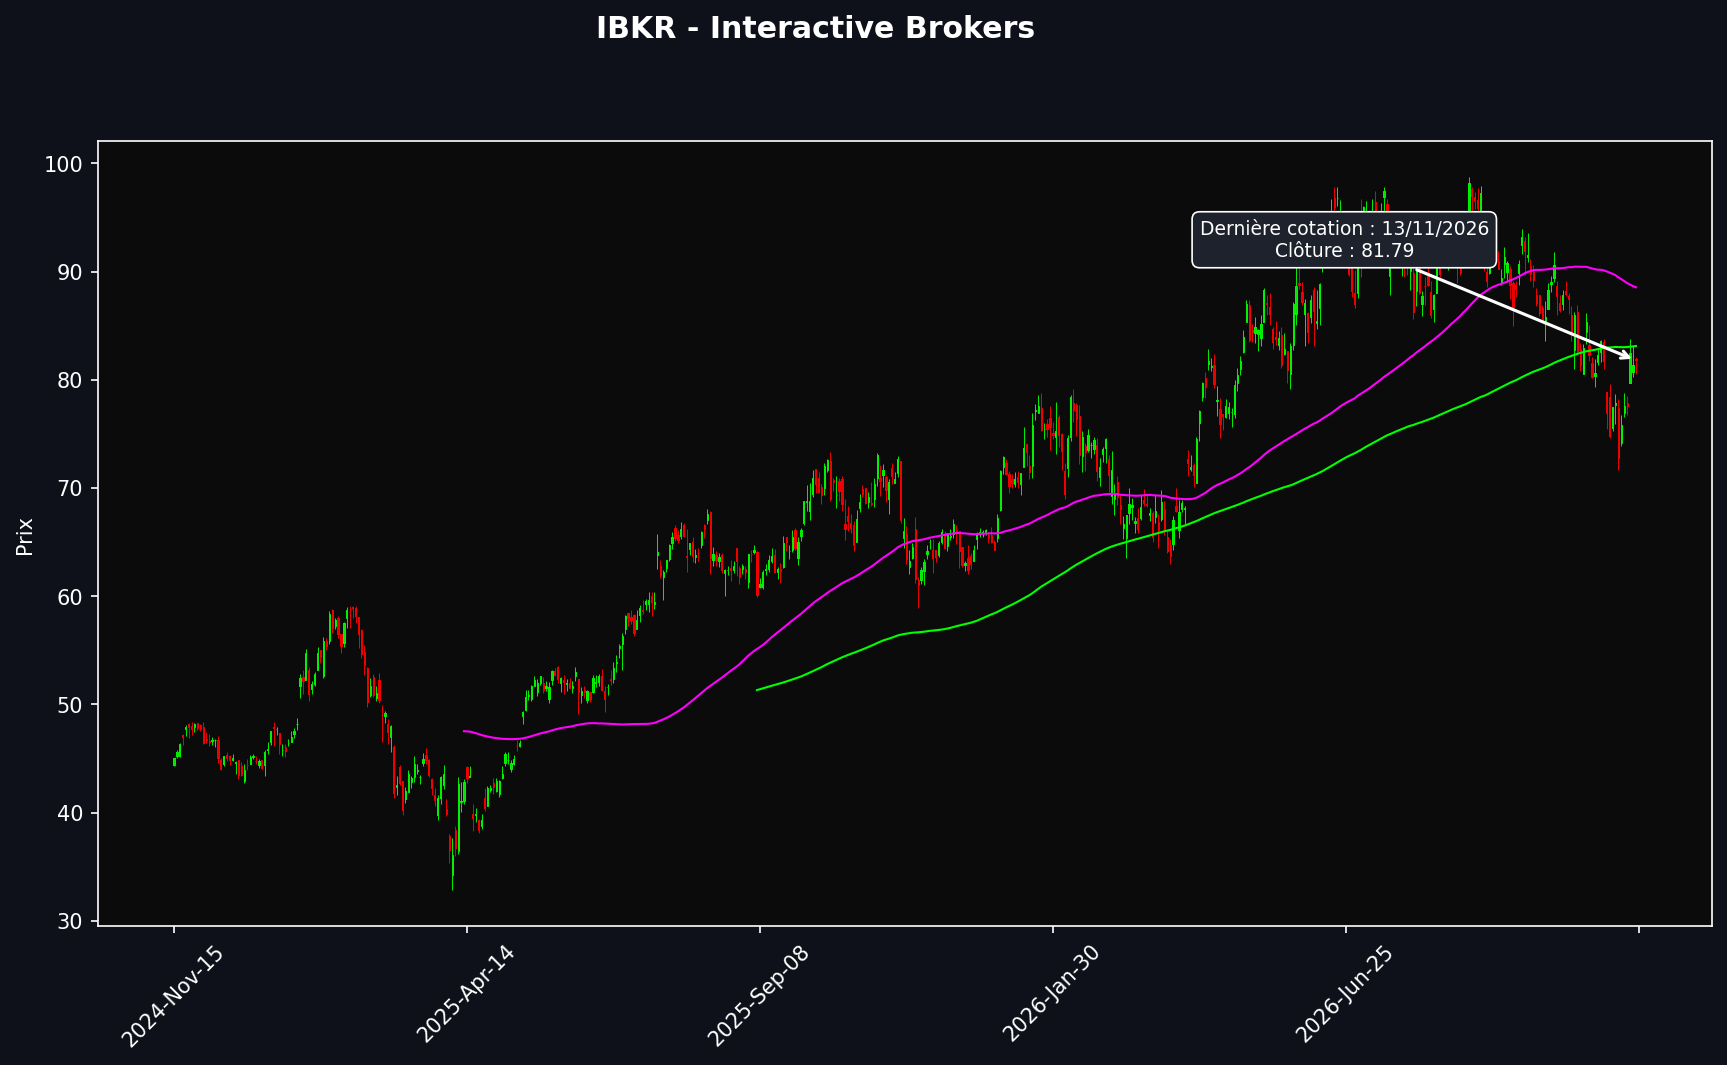 IBKR - Interactive Brokers
100
90
80
70
60
50
40
30
Prix
Dernière cotation : 13/11/2026
Clôture : 81.79
2024-Nov-15
2025-Apr-14
2025-Sep-08
2026-Jan-30
2026-Jun-25